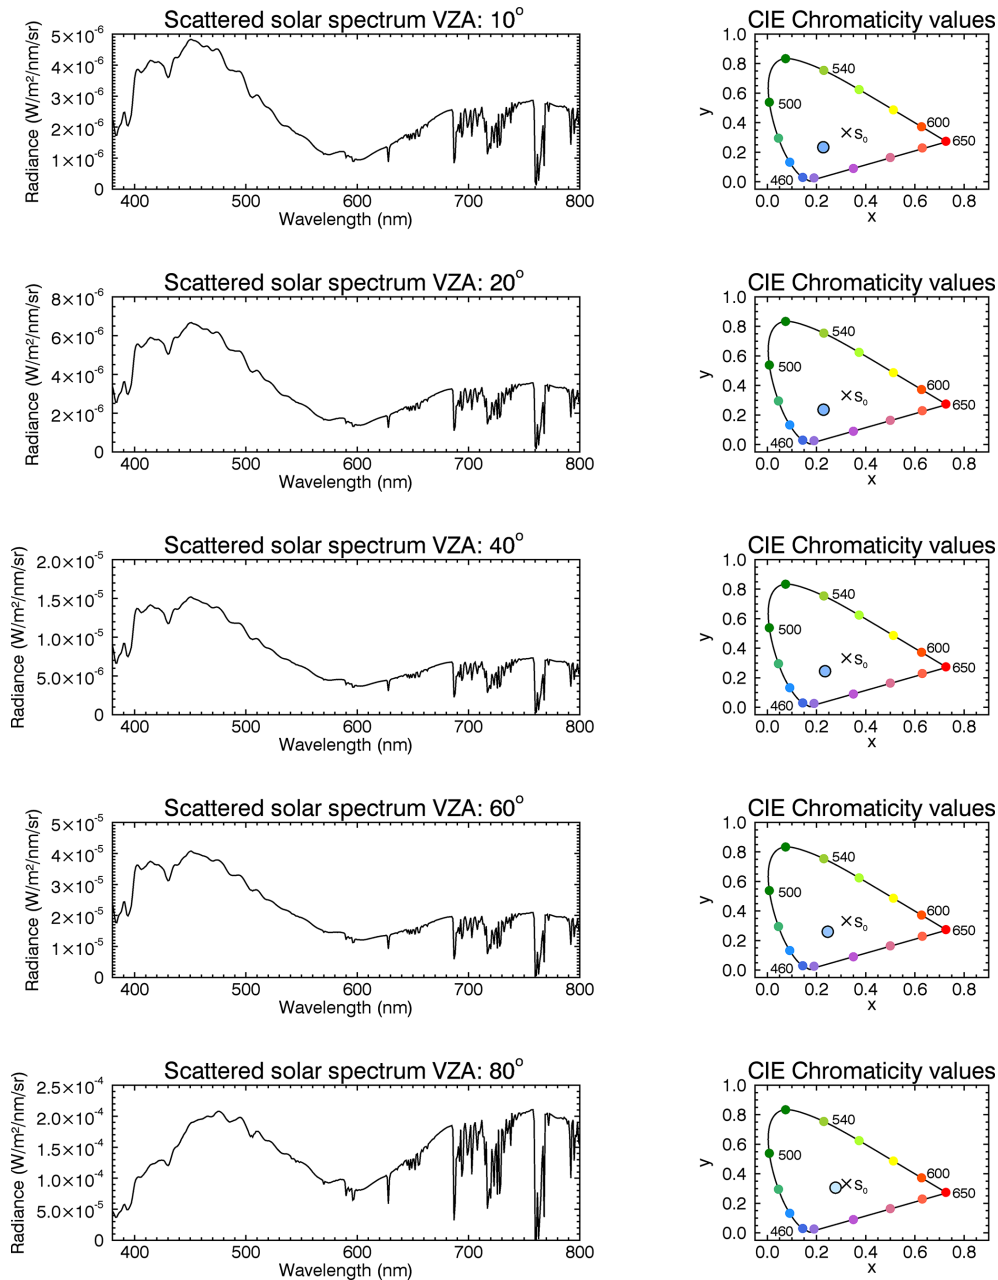 Scattered solar spectrum VZA: 10°
CIE Chromaticity values
Radiance (W/m²/nm/sr)
5×10⁻⁶
4×10⁻⁶
3×10⁻⁶
2×10⁻⁶
1×10⁻⁶
0
400 500 600 700 800
Wavelength (nm)
y
1.0
0.8
0.6
0.4
0.2
0.0
540
500
600
S₀
650
460
0.0 0.2 0.4 0.6 0.8
x
Scattered solar spectrum VZA: 20°
CIE Chromaticity values
Radiance (W/m²/nm/sr)
8×10⁻⁶
6×10⁻⁶
4×10⁻⁶
2×10⁻⁶
0
400 500 600 700 800
Wavelength (nm)
y
1.0
0.8
0.6
0.4
0.2
0.0
540
500
600
S₀
650
460
0.0 0.2 0.4 0.6 0.8
x
Scattered solar spectrum VZA: 40°
CIE Chromaticity values
Radiance (W/m²/nm/sr)
2.0×10⁻⁵
1.5×10⁻⁵
1.0×10⁻⁵
5.0×10⁻⁶
0
400 500 600 700 800
Wavelength (nm)
y
1.0
0.8
0.6
0.4
0.2
0.0
540
500
600
S₀
650
460
0.0 0.2 0.4 0.6 0.8
x
Scattered solar spectrum VZA: 60°
CIE Chromaticity values
Radiance (W/m²/nm/sr)
5×10⁻⁵
4×10⁻⁵
3×10⁻⁵
2×10⁻⁵
1×10⁻⁵
0
400 500 600 700 800
Wavelength (nm)
y
1.0
0.8
0.6
0.4
0.2
0.0
540
500
600
S₀
650
460
0.0 0.2 0.4 0.6 0.8
x
Scattered solar spectrum VZA: 80°
CIE Chromaticity values
Radiance (W/m²/nm/sr)
2.5×10⁻⁴
2.0×10⁻⁴
1.5×10⁻⁴
1.0×10⁻⁴
5.0×10⁻⁵
0
400 500 600 700 800
Wavelength (nm)
y
1.0
0.8
0.6
0.4
0.2
0.0
540
500
600
S₀
650
460
0.0 0.2 0.4 0.6 0.8
x